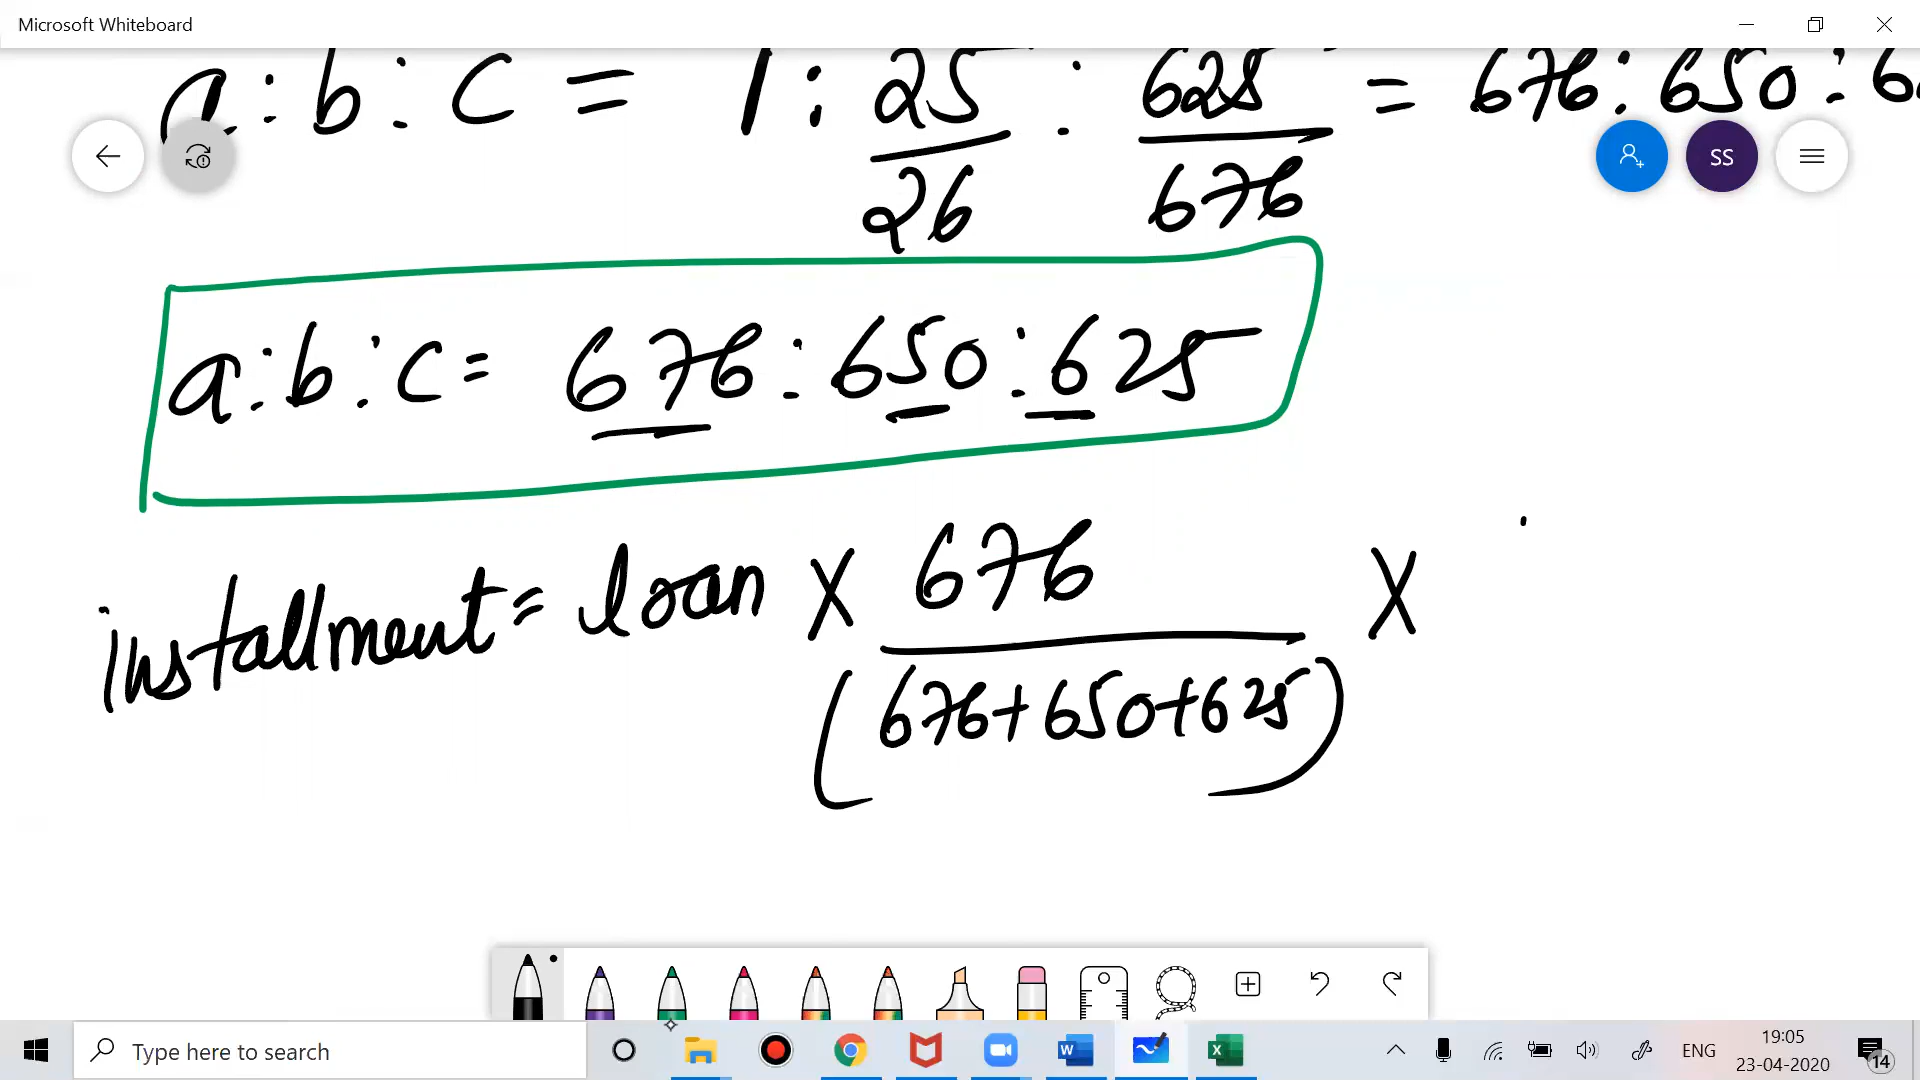 Microsoft Whiteboard
a : b : c = 1 : 25/26 : 625/676 = 676 : 650 : 6
SS
a : b : c = 676 : 650 : 625
installment = loan X 676/(676+650+625) X
Type here to search
ENG
19:05
23-04-2020
14